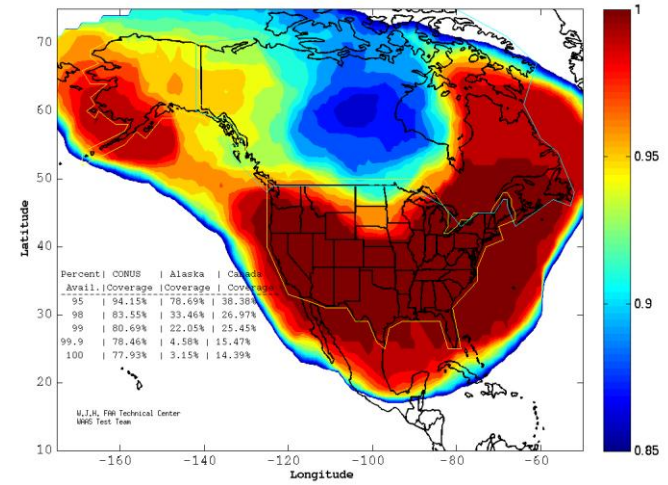 75
70
60
50
40
30
20
10
Latitude
-160
-140
-120
-100
-80
-60
Longitude
Percent| CONUS | Alaska | Canada
Avail.|Coverage |Coverage | Coverage
95 | 94.15% | 78.69% | 38.38%
98 | 83.55% | 33.46% | 26.97%
99 | 80.69% | 22.05% | 25.45%
99.9 | 78.46% | 4.58% | 15.47%
100 | 77.93% | 3.15% | 14.39%
W.J.H. FAA Technical Center
WAAS Test Team
1
0.95
0.9
0.85